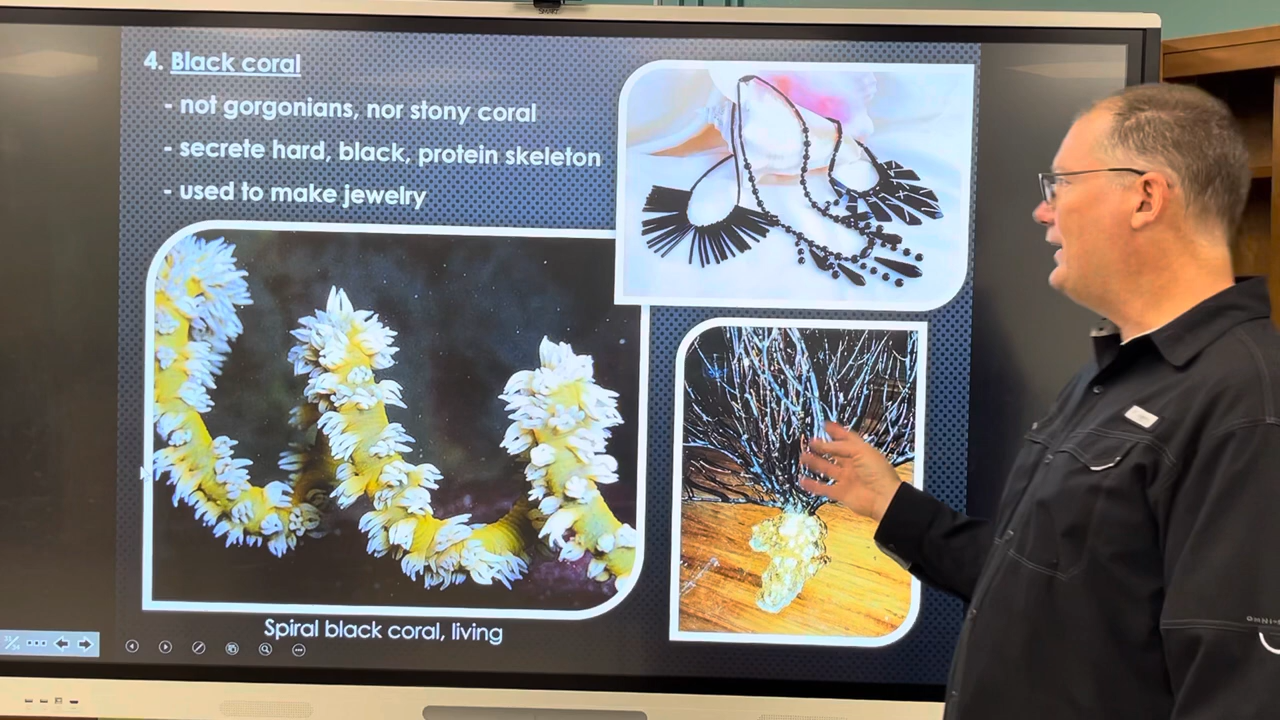 SMART
4. Black coral
- not gorgonians, nor stony coral
- secrete hard, black, protein skeleton
- used to make jewelry
Spiral black coral, living